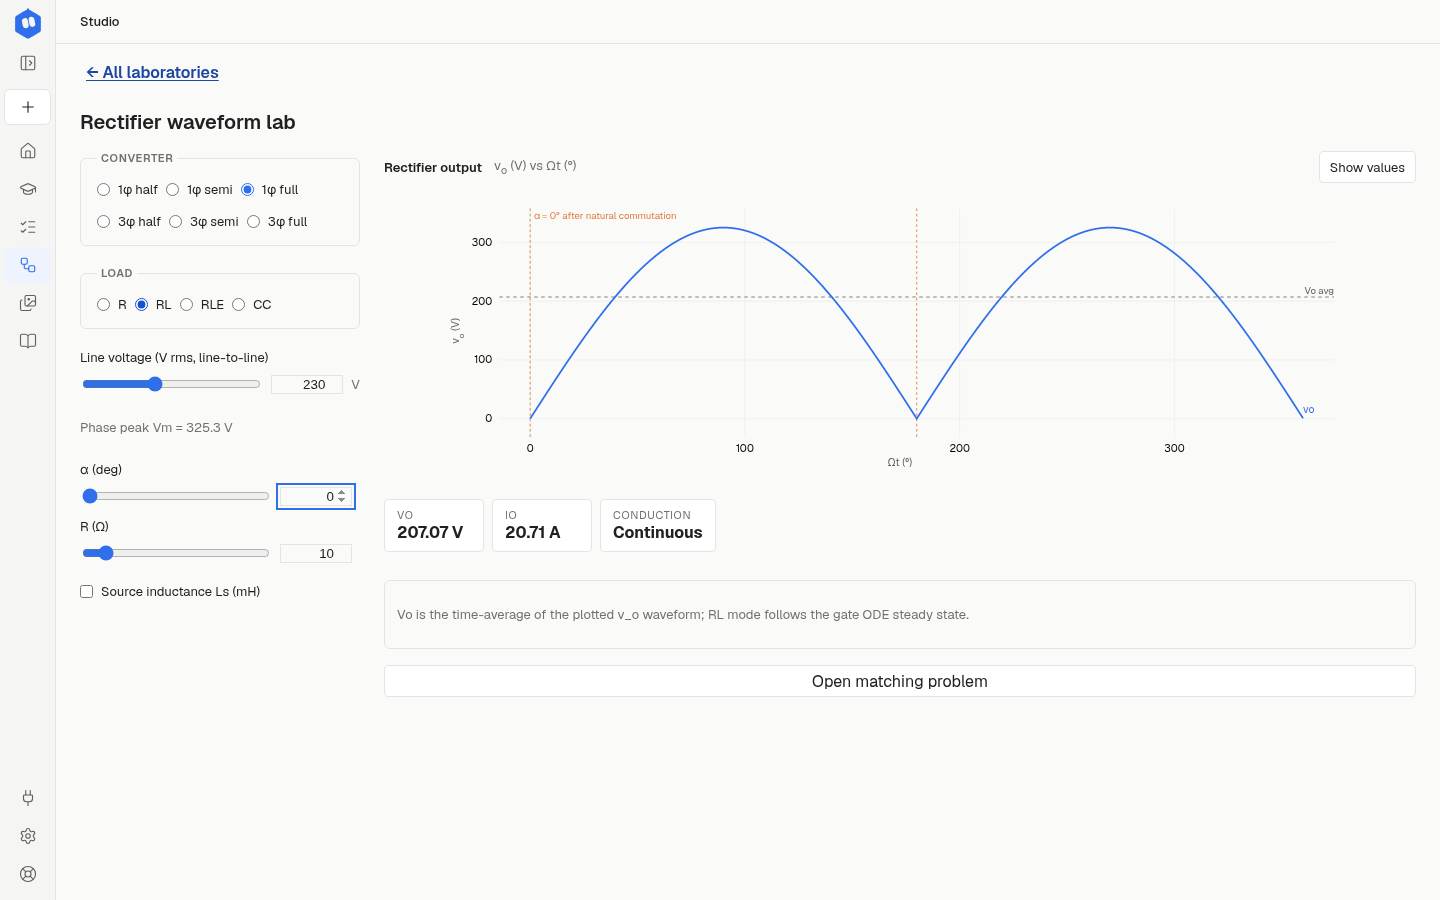 Studio
← All laboratories
Rectifier waveform lab
CONVERTER
1φ half 1φ semi 1φ full
3φ half 3φ semi 3φ full
LOAD
R RL RLE CC
Line voltage (V rms, line-to-line)
230 V
Phase peak Vm = 325.3 V
α (deg)
0
R (Ω)
10
Source inductance Ls (mH)
Rectifier output vo (V) vs Ωt (°)
Show values
α = 0° after natural commutation
300
200
100
0
vo (V)
Vo avg
vo
0 100 200 300
Ωt (°)
VO
207.07 V
IO
20.71 A
CONDUCTION
Continuous
Vo is the time-average of the plotted v_o waveform; RL mode follows the gate ODE steady state.
Open matching problem